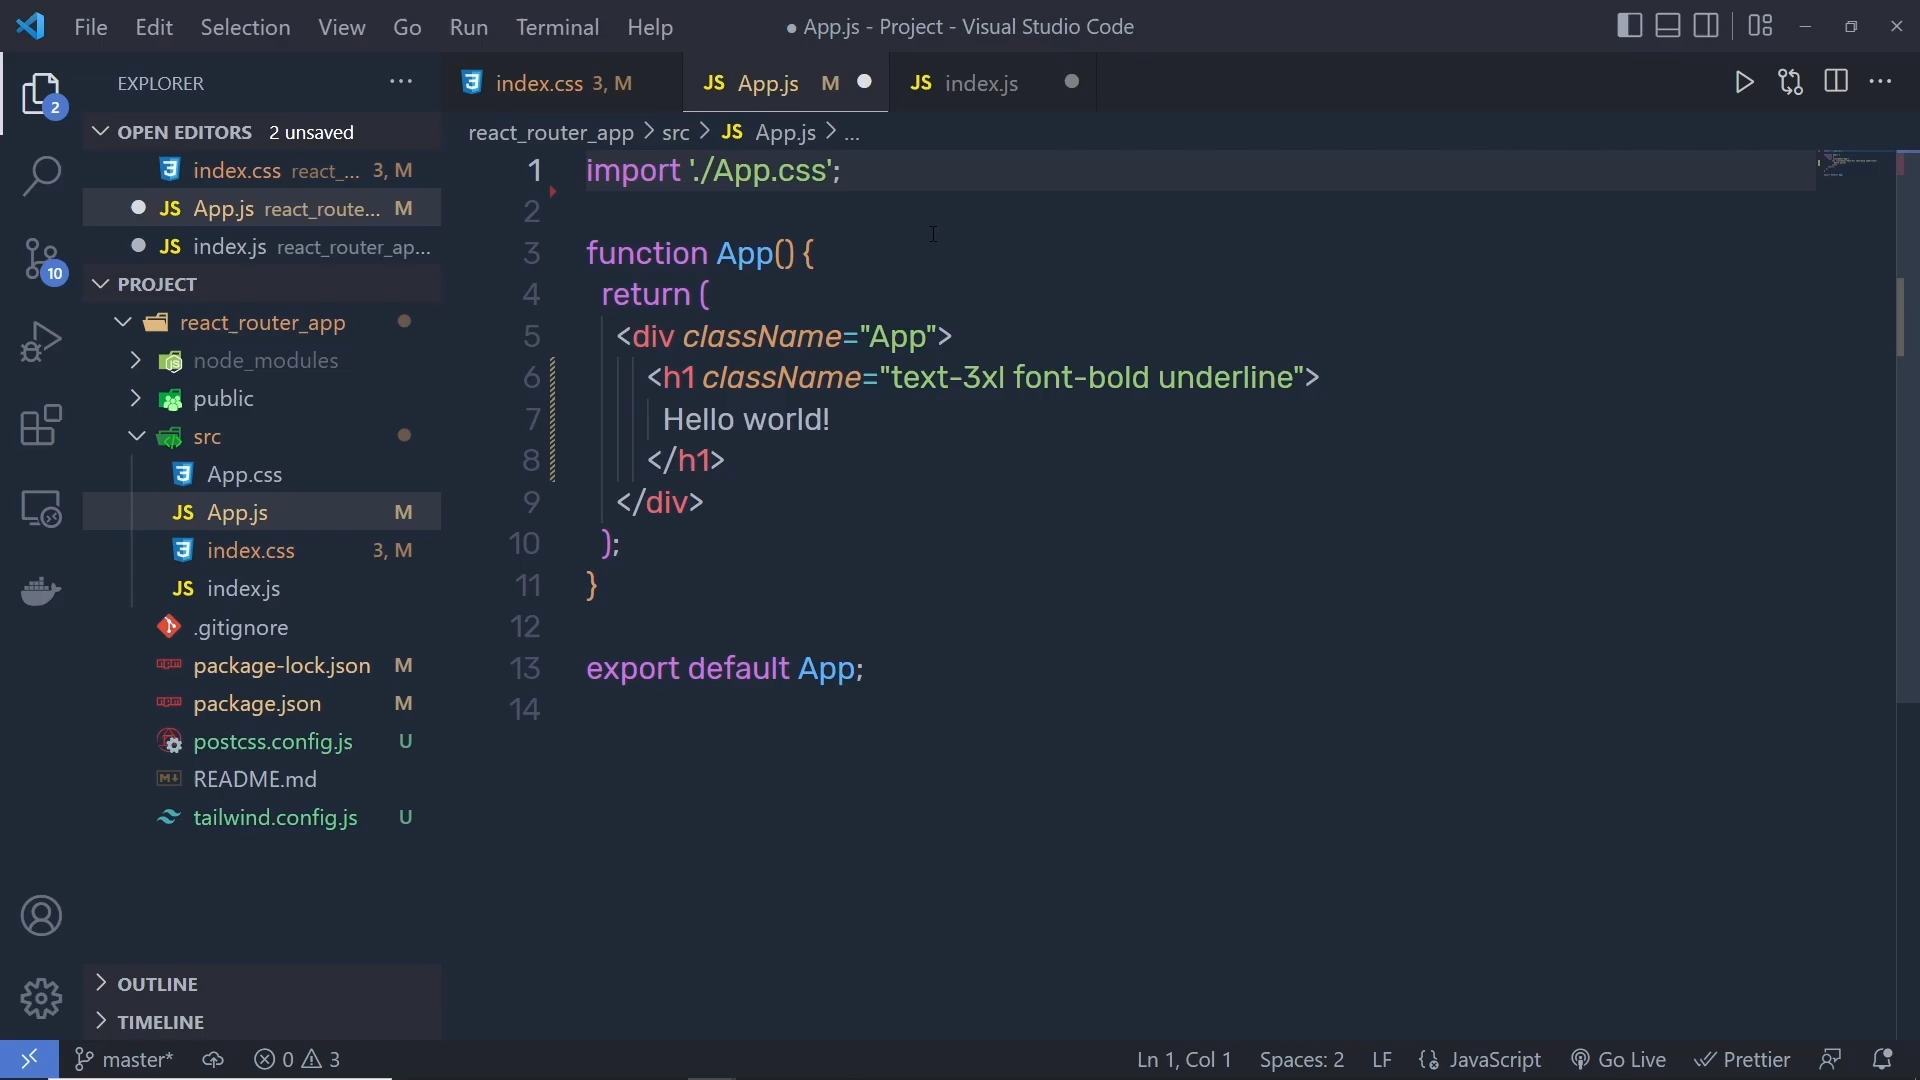 File Edit Selection View Go Run Terminal Help
● App.js - Project - Visual Studio Code
EXPLORER
OPEN EDITORS 2 unsaved
index.css react_... 3, M
JS App.js react_route... M
JS index.js react_router_ap...
PROJECT
react_router_app
node_modules
public
src
App.css
JS App.js M
index.css 3, M
JS index.js
.gitignore
package-lock.json M
package.json M
postcss.config.js U
README.md
tailwind.config.js U
OUTLINE
TIMELINE
2
10
index.css 3, M
JS App.js M
JS index.js
react_router_app > src > JS App.js > ...
1 import './App.css';
2
3 function App() {
4 return (
5 <div className="App">
6 <h1 className="text-3xl font-bold underline">
7 Hello world!
8 </h1>
9 </div>
10 );
11 }
12
13 export default App;
14
master* 0 3
Ln 1, Col 1 Spaces: 2 LF {} JavaScript Go Live Prettier